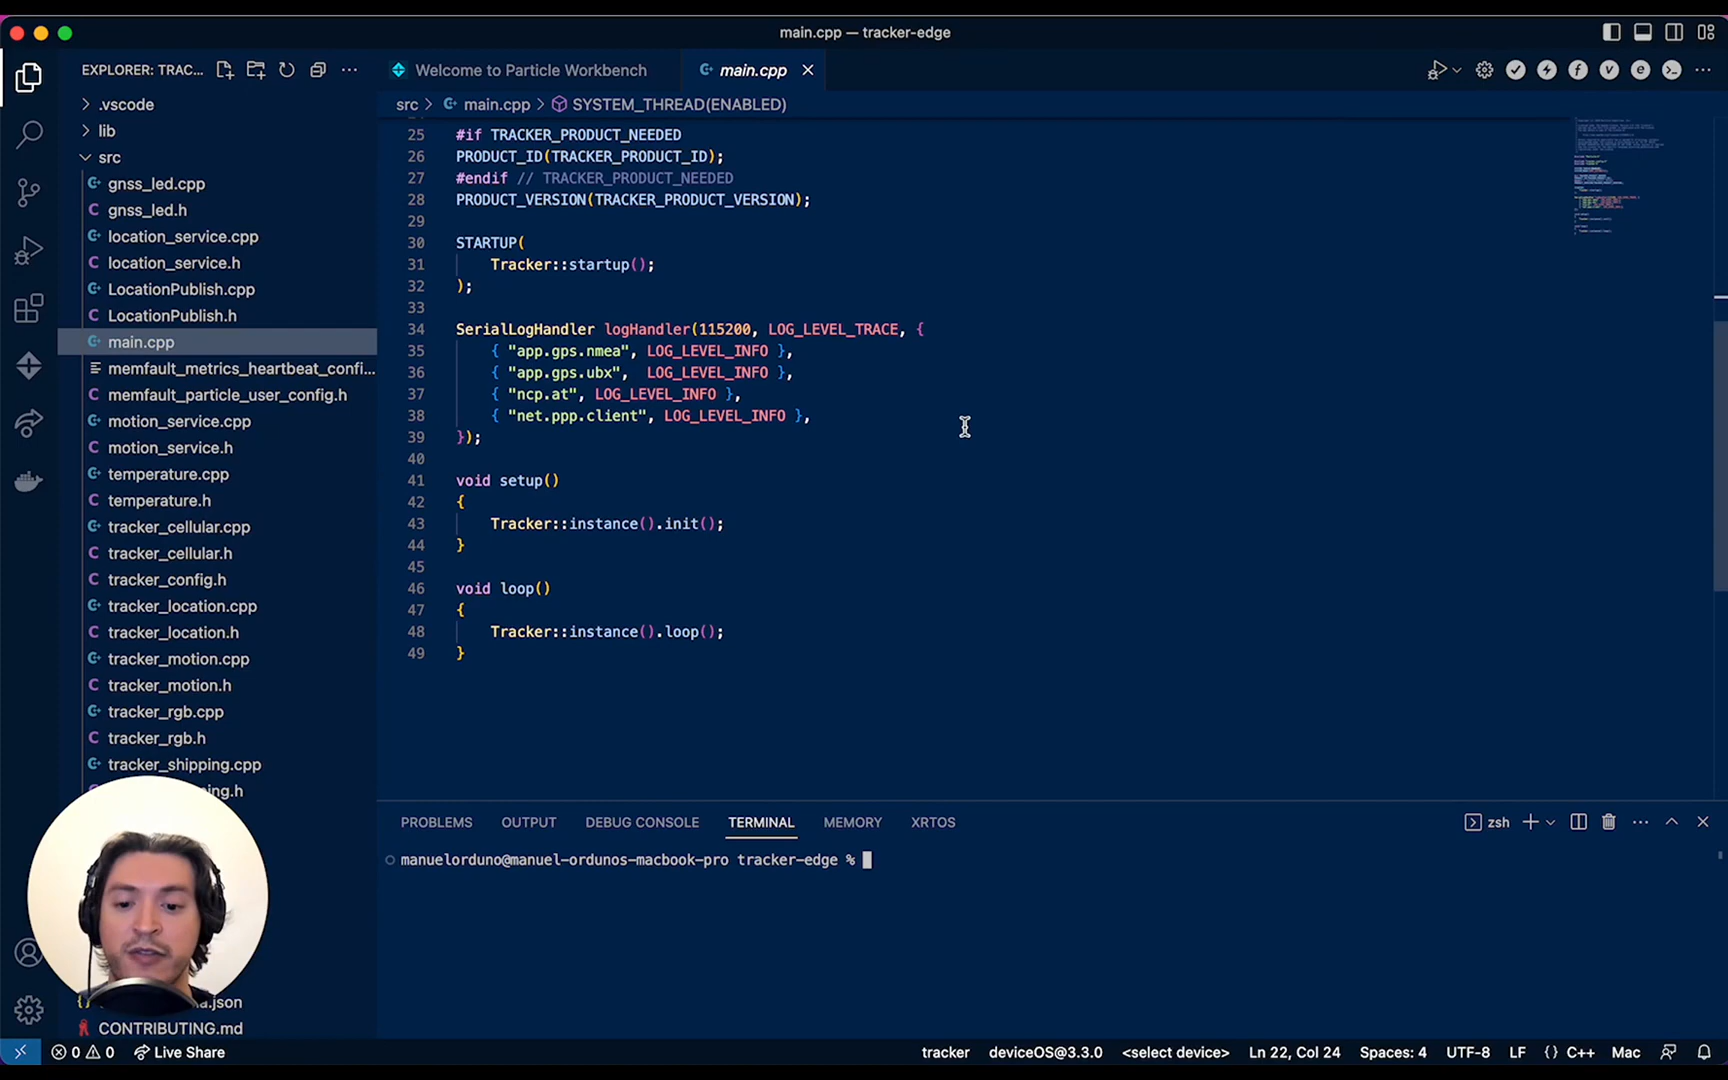 main.cpp — tracker-edge
EXPLORER: TRAC...
Welcome to Particle Workbench
main.cpp
src > main.cpp > SYSTEM_THREAD(ENABLED)
.vscode
lib
src
gnss_led.cpp
gnss_led.h
location_service.cpp
location_service.h
LocationPublish.cpp
LocationPublish.h
main.cpp
memfault_metrics_heartbeat_confi...
memfault_particle_user_config.h
motion_service.cpp
motion_service.h
temperature.cpp
temperature.h
tracker_cellular.cpp
tracker_cellular.h
tracker_config.h
tracker_location.cpp
tracker_location.h
tracker_motion.cpp
tracker_motion.h
tracker_rgb.cpp
tracker_rgb.h
tracker_shipping.cpp
CONTRIBUTING.md
25 #if TRACKER_PRODUCT_NEEDED
26 PRODUCT_ID(TRACKER_PRODUCT_ID);
27 #endif // TRACKER_PRODUCT_NEEDED
28 PRODUCT_VERSION(TRACKER_PRODUCT_VERSION);
29
30 STARTUP(
31 Tracker::startup();
32 );
33
34 SerialLogHandler logHandler(115200, LOG_LEVEL_TRACE, {
35 { "app.gps.nmea", LOG_LEVEL_INFO },
36 { "app.gps.ubx",  LOG_LEVEL_INFO },
37 { "ncp.at", LOG_LEVEL_INFO },
38 { "net.ppp.client", LOG_LEVEL_INFO },
39 });
40
41 void setup()
42 {
43 Tracker::instance().init();
44 }
45
46 void loop()
47 {
48 Tracker::instance().loop();
49 }
PROBLEMS OUTPUT DEBUG CONSOLE TERMINAL MEMORY XRTOS
zsh
manuelorduno@manuel-ordunos-macbook-pro tracker-edge %
0 0 Live Share
tracker deviceOS@3.3.0 <select device> Ln 22, Col 24 Spaces: 4 UTF-8 LF {} C++ Mac